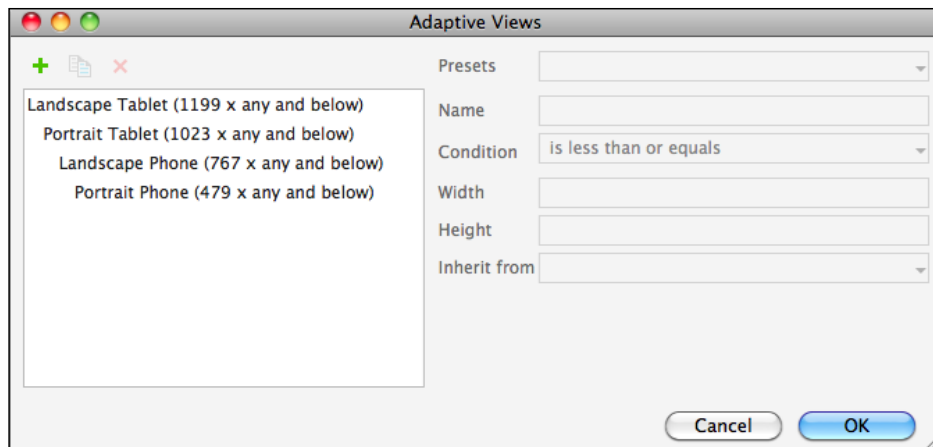 Adaptive Views
Presets
Landscape Tablet (1199 x any and below)
Portrait Tablet (1023 x any and below)
Landscape Phone (767 x any and below)
Portrait Phone (479 x any and below)
Name
Condition is less than or equals
Width
Height
Inherit from
Cancel OK